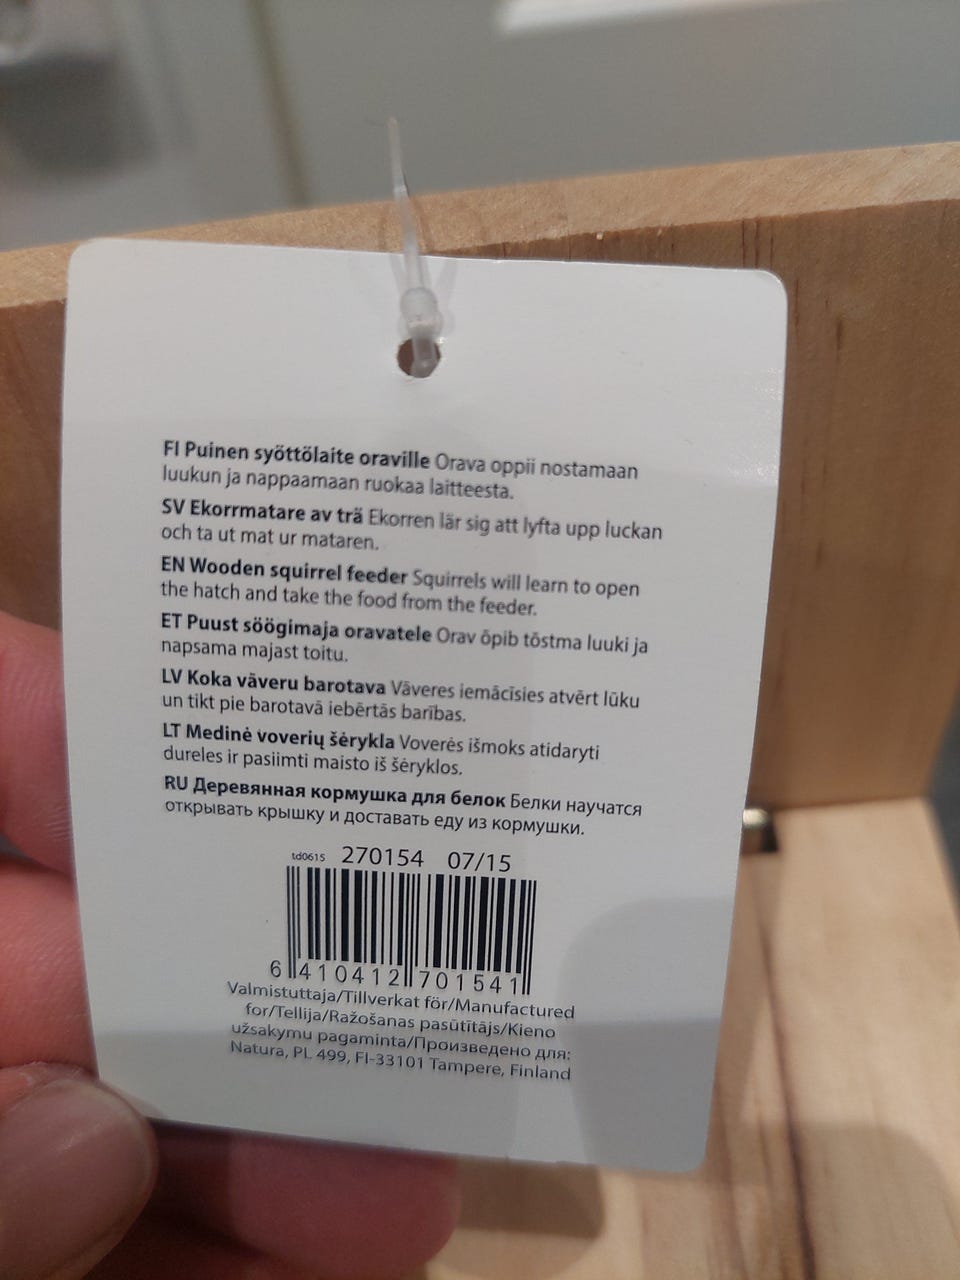 FI Puinen syöttölaite oraville Orava oppii nostamaan
luukun ja nappaamaan ruokaa laitteesta.
SV Ekorrmatare av trä Ekorren lär sig att lyfta upp luckan
och ta ut mat ur mataren.
EN Wooden squirrel feeder Squirrels will learn to open
the hatch and take the food from the feeder.
ET Puust söögimaja oravatele Orav õpib tõstma luuki ja
napsama majast toitu.
LV Koka vāveru barotava Vāveres iemācīsies atvērt lūku
un tikt pie barotavā iebērtās barības.
LT Medinė voverių šėrykla Voverės išmoks atidaryti
dureles ir pasiimti maisto iš šėryklos.
RU Деревянная кормушка для белок Белки научатся
открывать крышку и доставать еду из кормушки.
td0615 270154 07/15
6 410412 701541
Valmistuttaja/Tillverkat för/Manufactured
for/Tellija/Ražošanas pasūtītājs/Kieno
užsakymu pagaminta/Произведено для:
Natura, PL 499, FI-33101 Tampere, Finland